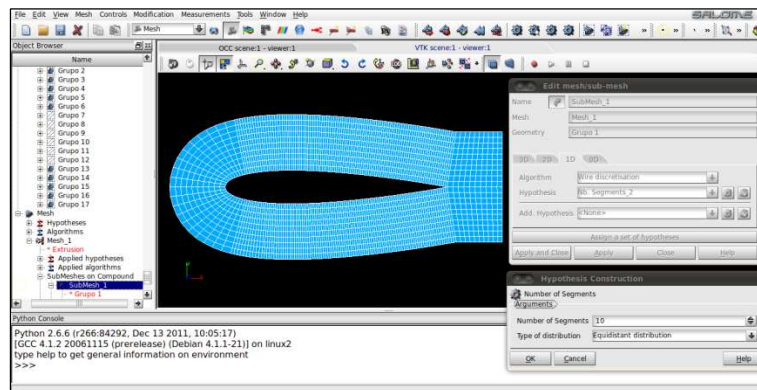 File Edit View Mesh Controls Modification Measurements Tools Window Help
SALOME
Mesh
Object Browser
OCC scene:1 - viewer:1
VTK scene:1 - viewer:1
Name
Grupo 2
Grupo 3
Grupo 4
Grupo 5
Grupo 6
Grupo 7
Grupo 8
Grupo 9
Grupo 10
Grupo 11
Grupo 12
Grupo 13
Grupo 14
Grupo 15
Grupo 16
Grupo 17
Mesh
Hypotheses
Algorithms
Mesh_1
* Extrusion
Applied hypotheses
Applied algorithms
SubMeshes on Compound
SubMesh_1
* Grupo 1
Edit mesh/sub-mesh
Name SubMesh_1
Mesh Mesh_1
Geometry Grupo 1
3D 2D 1D 0D
Algorithm Wire discretisation
Hypothesis Nb. Segments_2
Add. Hypothesis <None>
Assign a set of hypotheses
Apply and Close Apply Close Help
Hypothesis Construction
Number of Segments
Arguments
Number of Segments 10
Type of distribution Equidistant distribution
OK Cancel Help
Python Console
Python 2.6.6 (r266:84292, Dec 13 2011, 10:05:17)
[GCC 4.1.2 20061115 (prerelease) (Debian 4.1.1-21)] on linux2
type help to get general information on environment
>>>